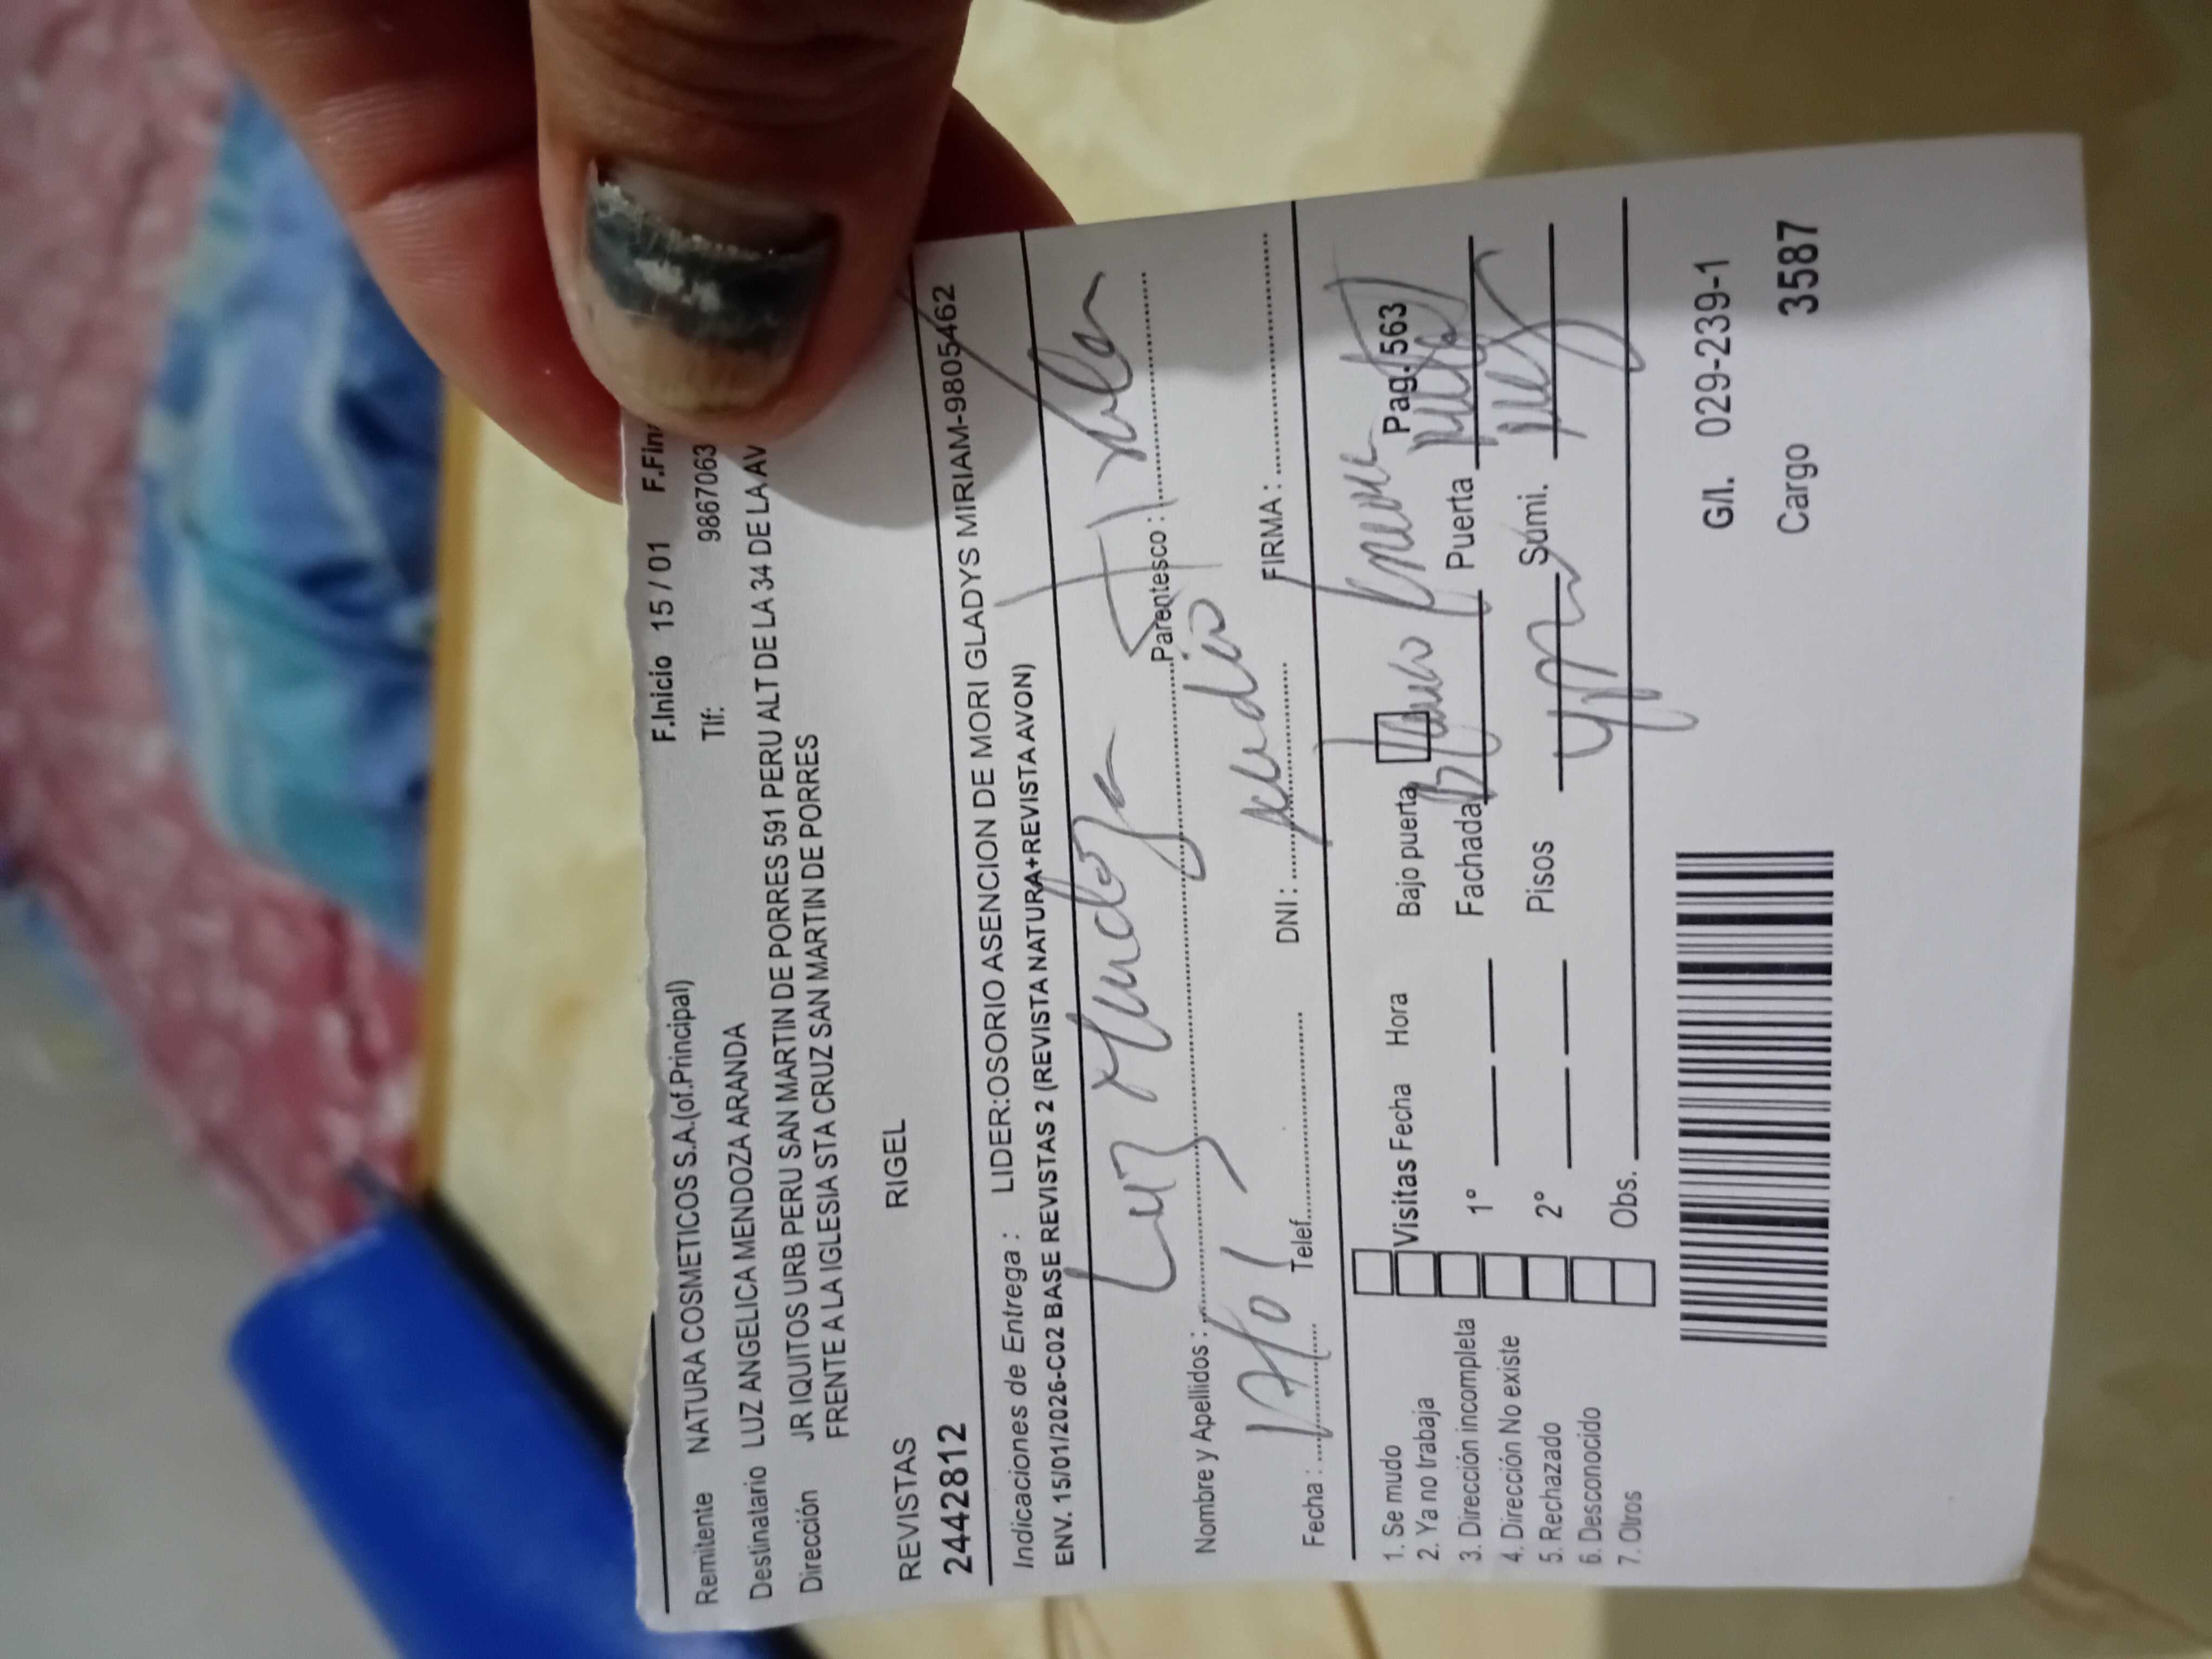 F.Inicio 15 / 01 F.Fin
Remitente NATURA COSMETICOS S.A.(of.Principal) Tlf: 9867063
Destinatario LUZ ANGELICA MENDOZA ARANDA
Dirección JR IQUITOS URB PERU SAN MARTIN DE PORRES 591 PERU ALT DE LA 34 DE LA AV
FRENTE A LA IGLESIA STA CRUZ SAN MARTIN DE PORRES
REVISTAS RIGEL
2442812
Indicaciones de Entrega : LIDER:OSORIO ASENCION DE MORI GLADYS MIRIAM-9805462
ENV. 15/01/2026-C02 BASE REVISTAS 2 (REVISTA NATURA+REVISTA AVON)
Luz Mendoza
Nombre y Apellidos : Parentesco :
Fecha : Telef. DNI : FIRMA :
Pag. 563
1. Se mudo
2. Ya no trabaja Visitas Fecha Hora Bajo puerta
3. Dirección incompleta 1° Fachada Puerta
4. Dirección No existe
5. Rechazado 2° Pisos Sumi.
6. Desconocido
7. Otros Obs.
G/I. 029-239-1
Cargo 3587